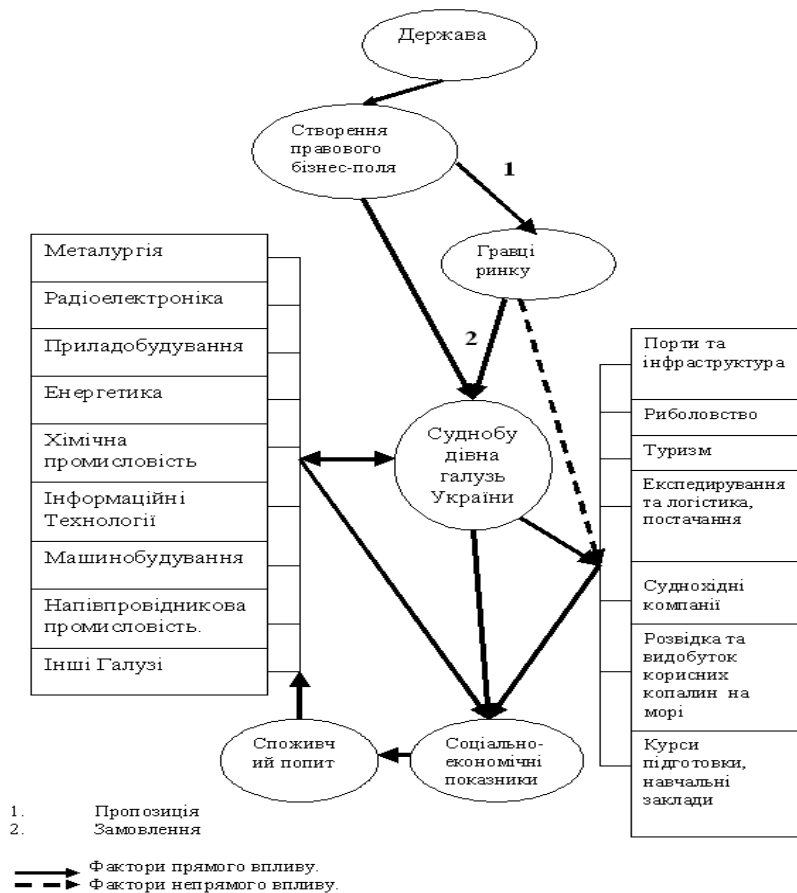 Держава
Створення
правового
бізнес-поля
1
Гравці
ринку
2
Металургія
Радіоелектроніка
Приладобудування
Енергетика
Хімічна
промисловість
Інформаційні
Технології
Машинобудування
Напівпровідникова
промисловість.
Інші Галузі
Суднобу
дівна
галузь
України
Порти та
інфраструктура
Риболовство
Туризм
Експедирування
та логістика,
постачання
Суднохідні
компанії
Розвідка та
видобуток
корисних
копалин на
морі
Курси
підготовки,
навчальні
заклади
Споживч
ий попит
Соціально-
економічні
показники
1. Пропозиція
2. Замовлення
Фактори прямого впливу.
Фактори непрямого впливу.